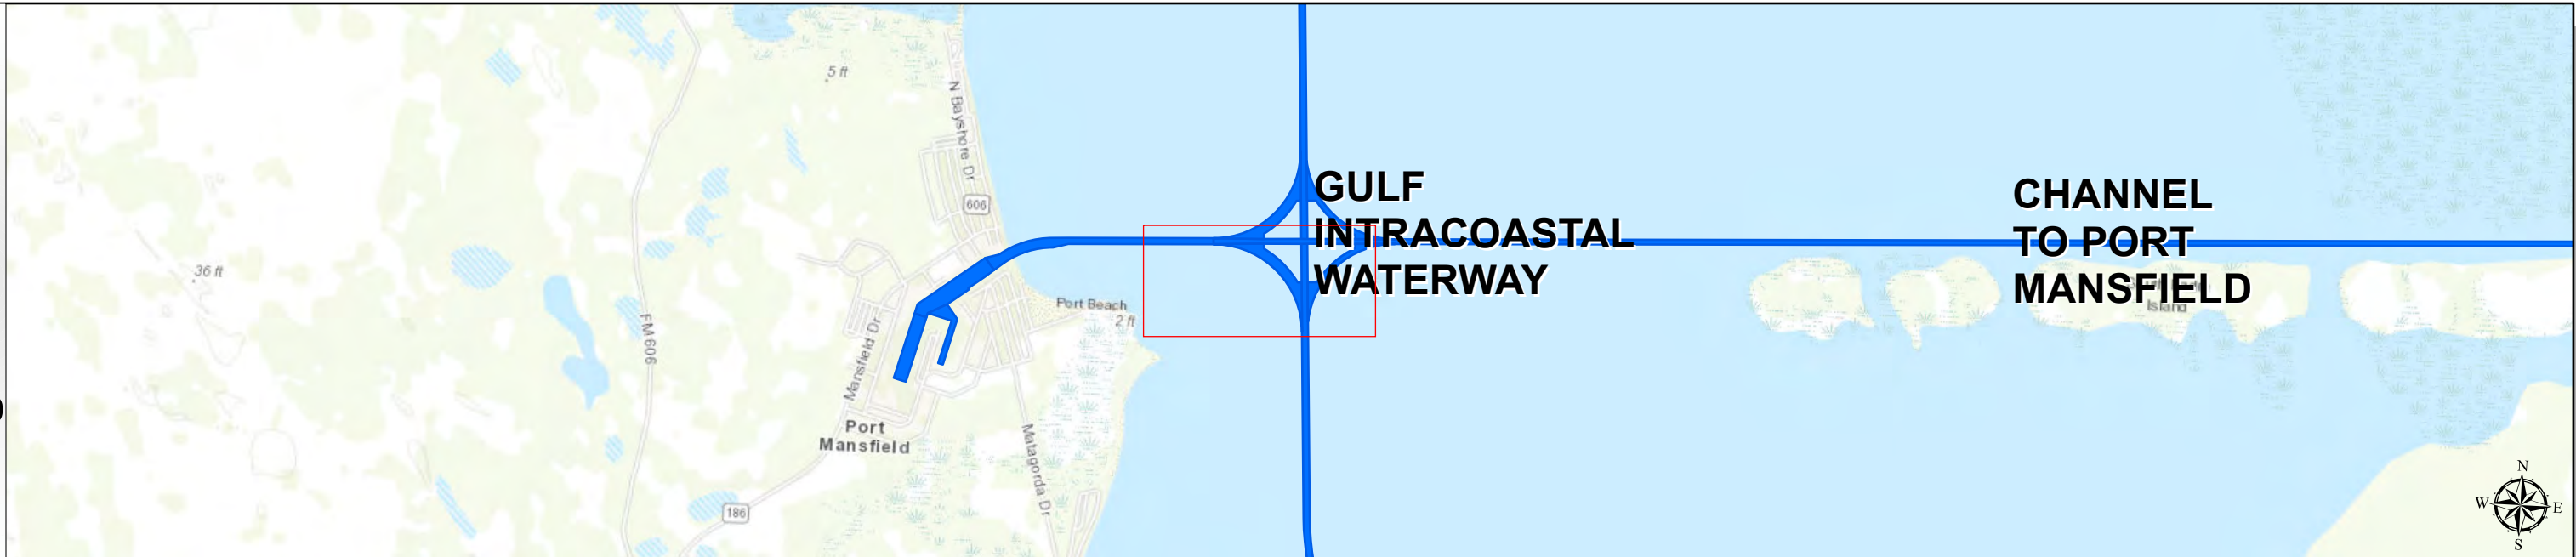 5 ft
N Bayshore Dr
606
36 ft
FM 606
Mansfield Dr
Port Beach
2 ft
Port
Mansfield
Matagorda Dr
186
GULF
INTRACOASTAL
WATERWAY
CHANNEL
TO PORT
MANSFIELD
Island
N
W
E
S